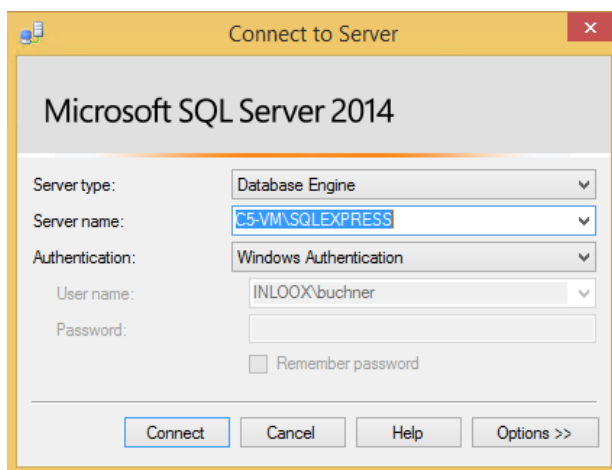 Connect to Server
Microsoft SQL Server 2014
Server type: Database Engine
Server name: C5-VM\SQLEXPRESS
Authentication: Windows Authentication
User name: INLOOX\buchner
Password:
Remember password
Connect Cancel Help Options >>